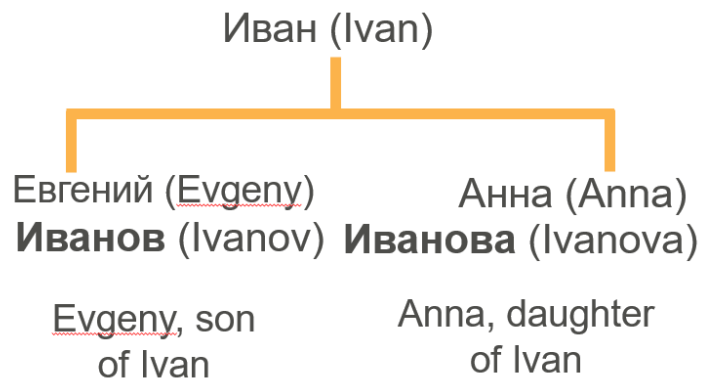 Иван (Ivan)
Евгений (Evgeny)
Иванов (Ivanov)
Evgeny, son
of Ivan
Анна (Anna)
Иванова (Ivanova)
Anna, daughter
of Ivan